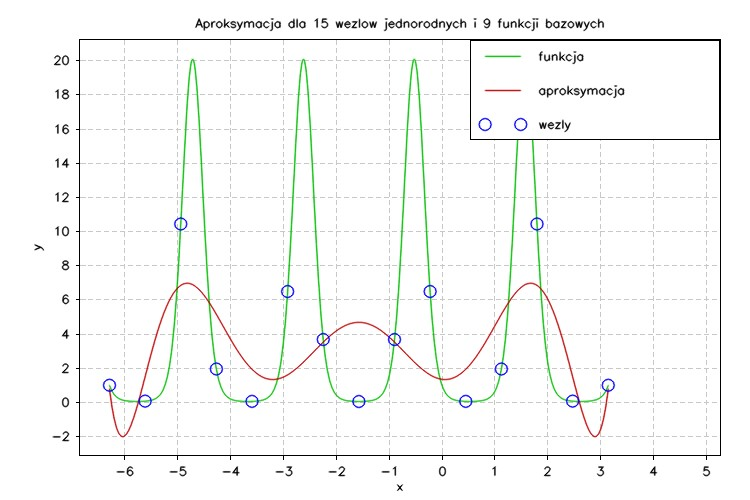 Aproksymacja dla 15 wezlow jednorodnych i 9 funkcji bazowych
funkcja
aproksymacja
wezly
20
18
16
14
12
10
8
6
4
2
0
-2
y
-6 -5 -4 -3 -2 -1 0 1 2 3 4 5
x